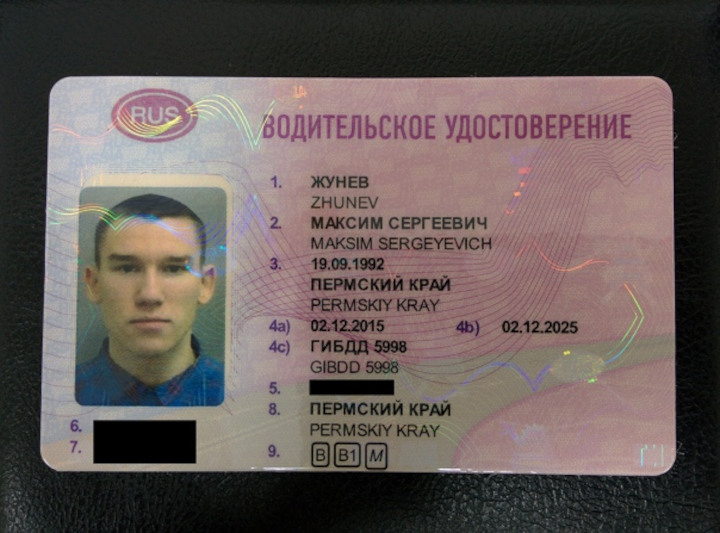 RUS
ВОДИТЕЛЬСКОЕ УДОСТОВЕРЕНИЕ
1. ЖУНЕВ
ZHUNEV
2. МАКСИМ СЕРГЕЕВИЧ
MAKSIM SERGEYEVICH
3. 19.09.1992
ПЕРМСКИЙ КРАЙ
PERMSKIY KRAY
4a) 02.12.2015 4b) 02.12.2025
4c) ГИБДД 5998
GIBDD 5998
5.
8. ПЕРМСКИЙ КРАЙ
PERMSKIY KRAY
9. B B1 M
6.
7.